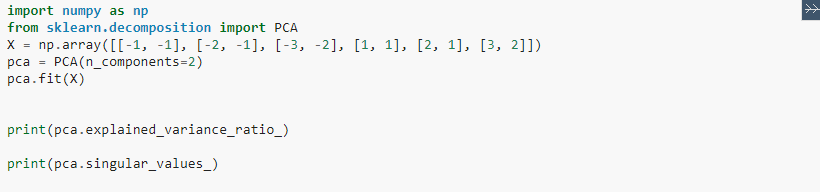 >>
import numpy as np
from sklearn.decomposition import PCA
X = np.array([[-1, -1], [-2, -1], [-3, -2], [1, 1], [2, 1], [3, 2]])
pca = PCA(n_components=2)
pca.fit(X)
print(pca.explained_variance_ratio_)
print(pca.singular_values_)